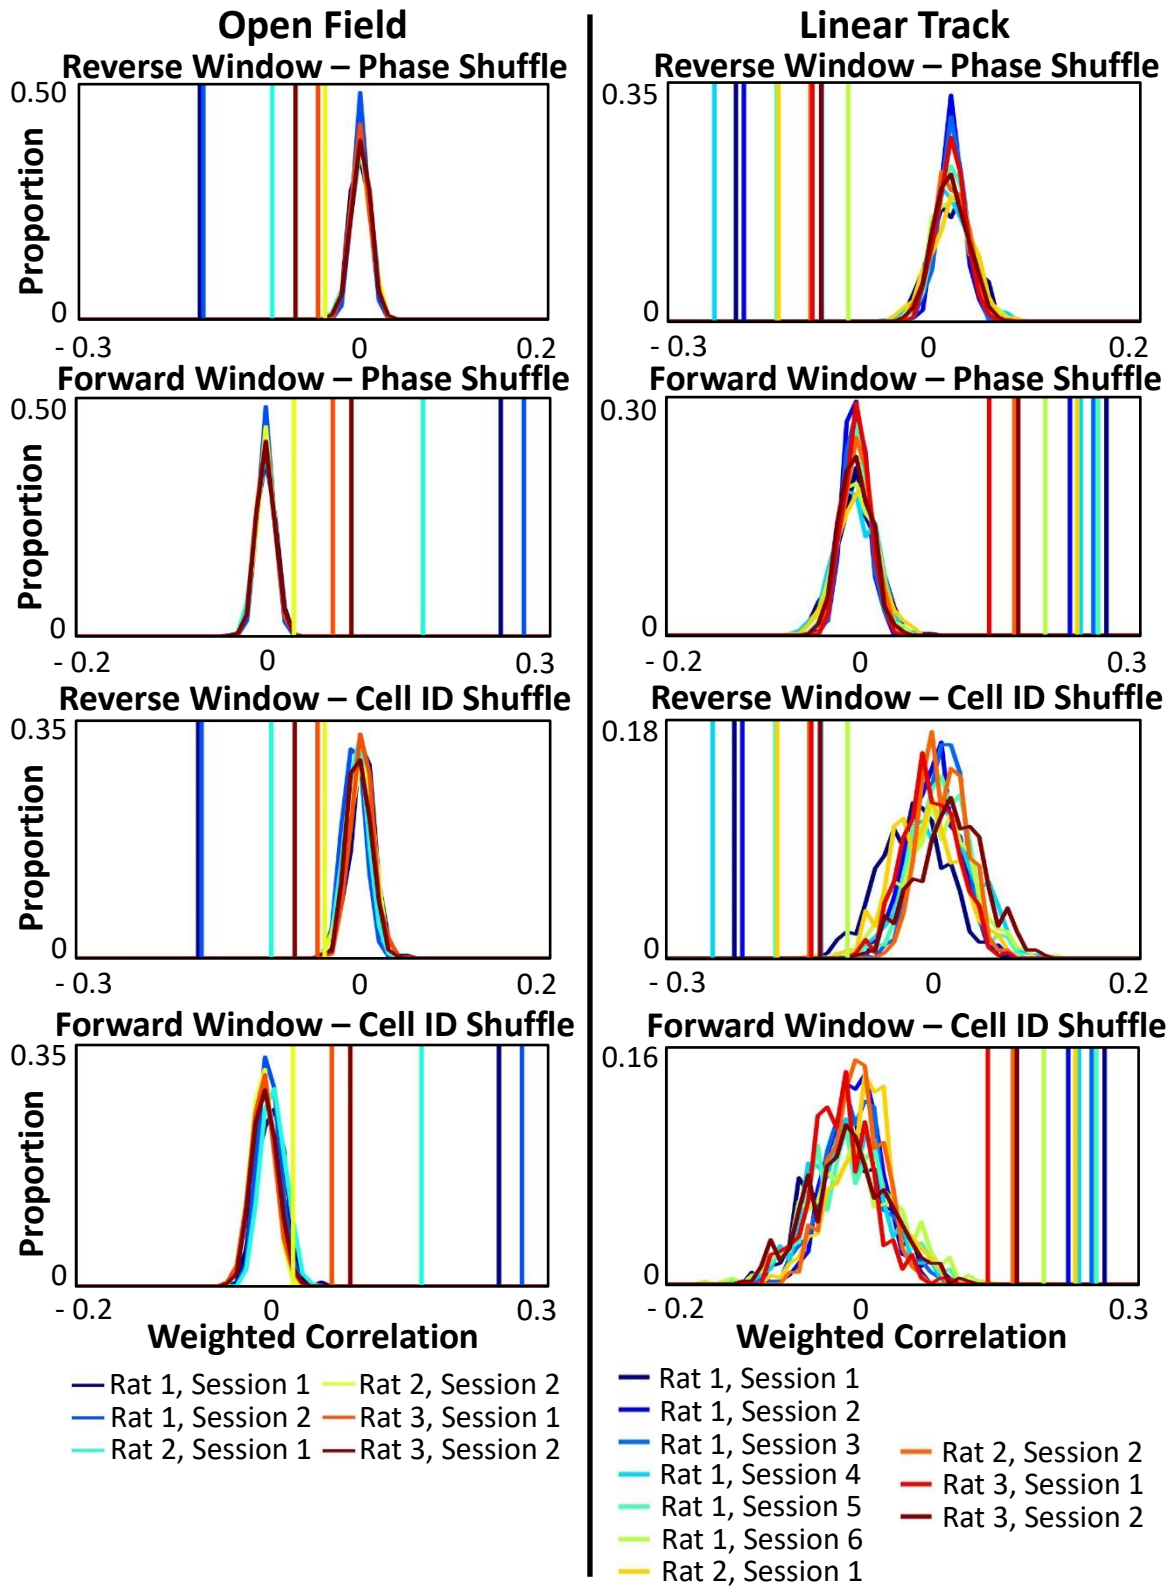 Open Field
Linear Track
Reverse Window – Phase Shuffle
Reverse Window – Phase Shuffle
0.50
Proportion
0
- 0.3
0
0.2
0.35
0
- 0.3
0
0.2
Forward Window – Phase Shuffle
Forward Window – Phase Shuffle
0.50
Proportion
0
- 0.2
0
0.3
0.30
0
- 0.2
0
0.3
Reverse Window – Cell ID Shuffle
Reverse Window – Cell ID Shuffle
0.35
Proportion
0
- 0.3
0
0.2
0.18
0
- 0.3
0
0.2
Forward Window – Cell ID Shuffle
Forward Window – Cell ID Shuffle
0.35
Proportion
0
- 0.2
0
0.3
Weighted Correlation
0.16
0
- 0.2
0
0.3
Weighted Correlation
Rat 1, Session 1
Rat 1, Session 2
Rat 2, Session 1
Rat 2, Session 2
Rat 3, Session 1
Rat 3, Session 2
Rat 1, Session 1
Rat 1, Session 2
Rat 1, Session 3
Rat 1, Session 4
Rat 1, Session 5
Rat 1, Session 6
Rat 2, Session 1
Rat 2, Session 2
Rat 3, Session 1
Rat 3, Session 2